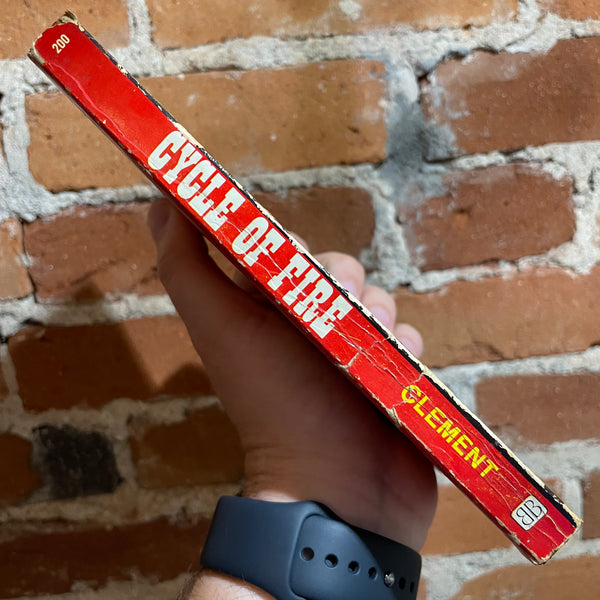 200
CYCLE OF FIRE
CLEMENT
BB